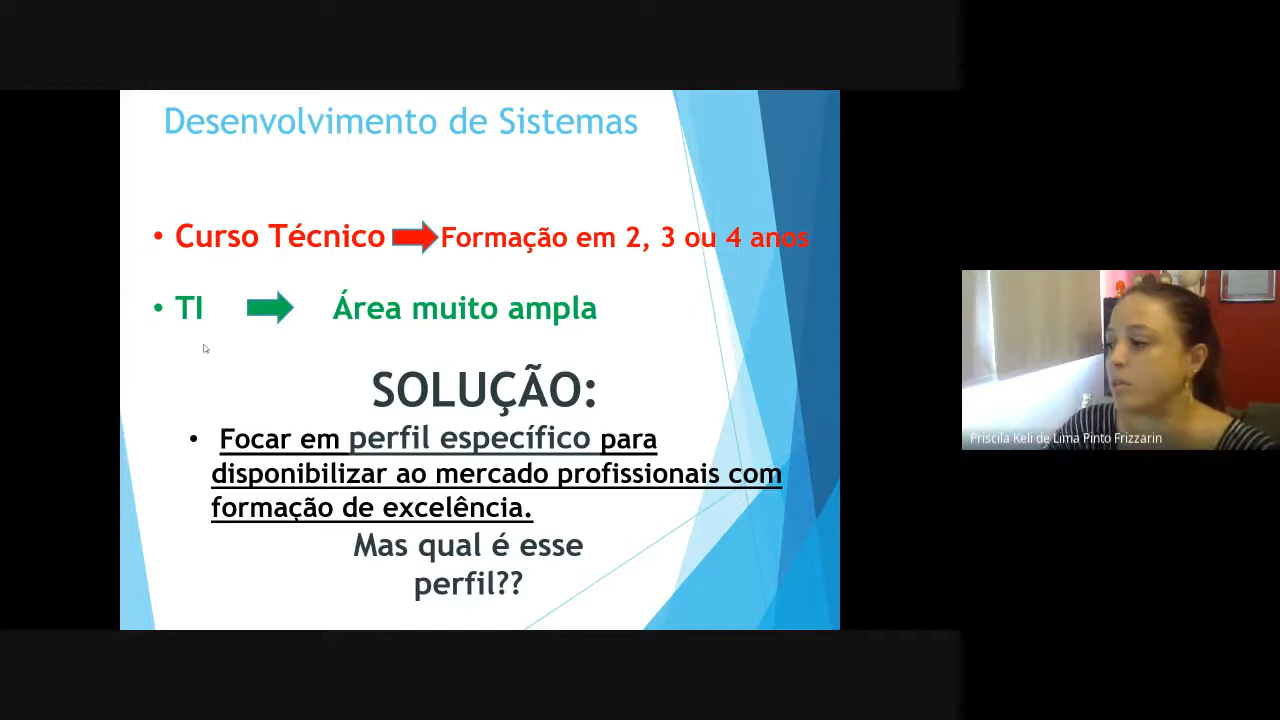 Desenvolvimento de Sistemas
• Curso Técnico Formação em 2, 3 ou 4 anos
• TI Área muito ampla
SOLUÇÃO:
• Focar em perfil específico para
disponibilizar ao mercado profissionais com
formação de excelência.
Mas qual é esse
perfil??
Priscila Keli de Lima Pinto Frizzarin